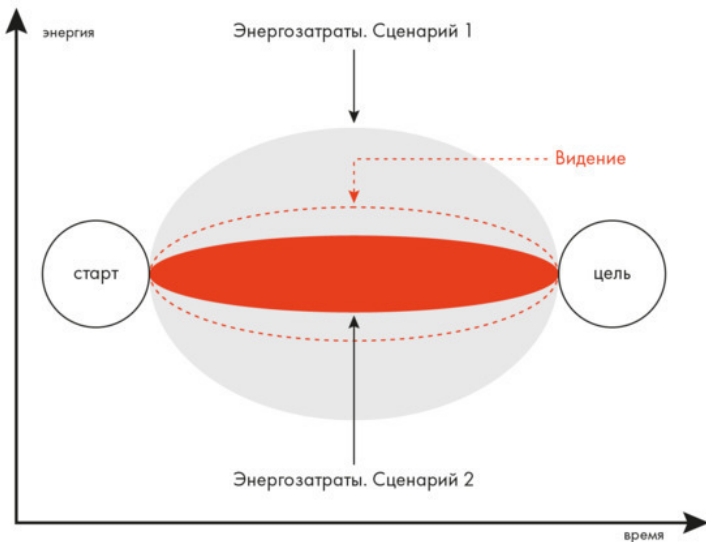 энергия
Энергозатраты. Сценарий 1
Видение
старт
цель
Энергозатраты. Сценарий 2
время